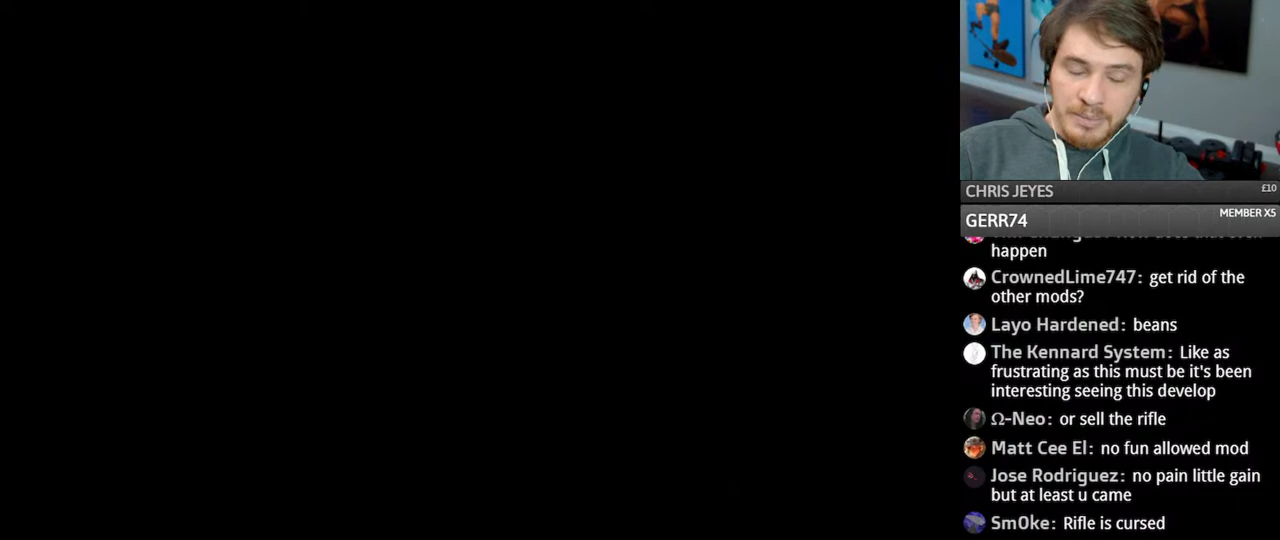 CHRIS JEYES £10
GERR74 MEMBER X5
happen
CrownedLime747: get rid of the
other mods?
Layo Hardened: beans
The Kennard System: Like as
frustrating as this must be it's been
interesting seeing this develop
Ω-Neo: or sell the rifle
Matt Cee El: no fun allowed mod
Jose Rodriguez: no pain little gain
but at least u came
Sm0ke: Rifle is cursed